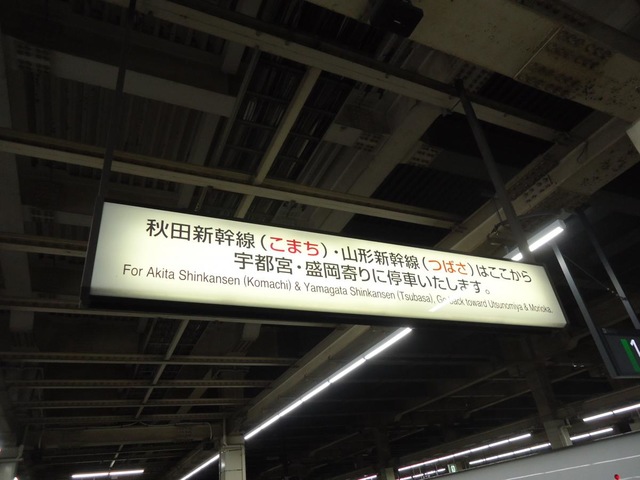 秋田新幹線(こまち)・山形新幹線(つばさ)はここから
宇都宮・盛岡寄りに停車いたします。
For Akita Shinkansen (Komachi) & Yamagata Shinkansen (Tsubasa), Go back toward Utsunomiya & Morioka.
1